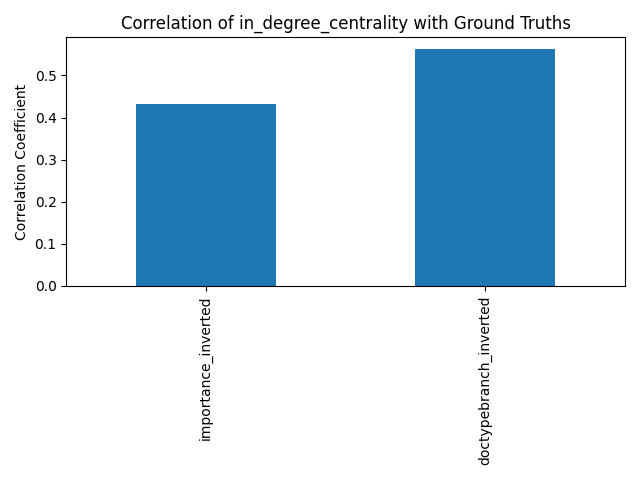 Correlation of in_degree_centrality with Ground Truths
Correlation Coefficient
0.5
0.4
0.3
0.2
0.1
0.0
importance_inverted
doctypebranch_inverted